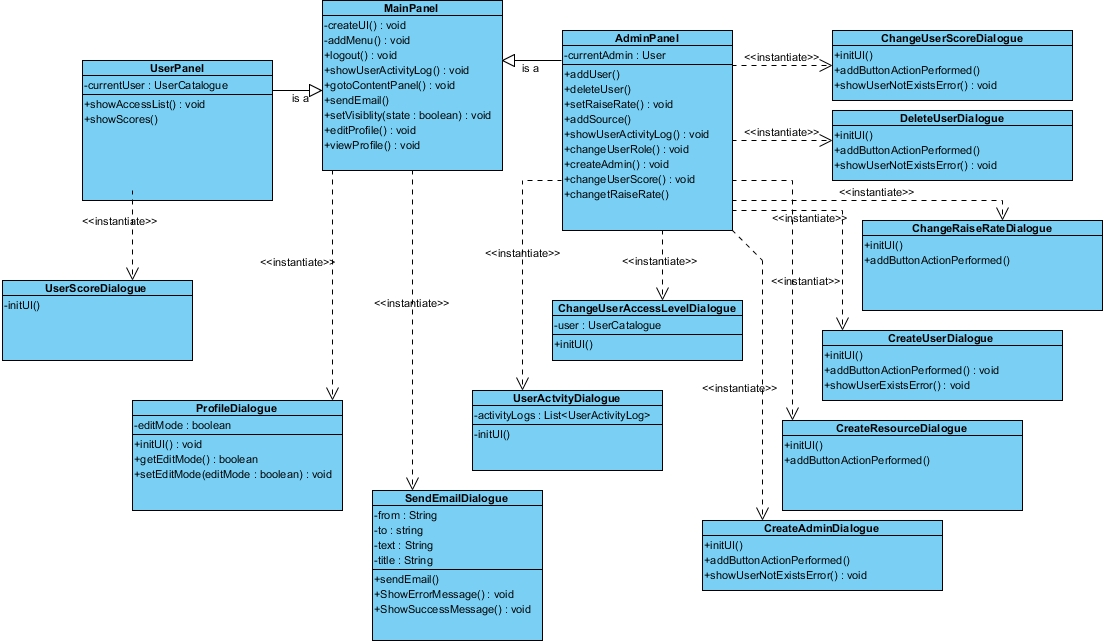 MainPanel
-createUI() : void
-addMenu() : void
+logout() : void
+showUserActivityLog() : void
+gotoContentPanel() : void
+sendEmail()
+setVisiblity(state : boolean) : void
+editProfile() : void
+viewProfile() : void
UserPanel
-currentUser : UserCatalogue
+showAccessList() : void
+showScores()
is a
is a
AdminPanel
-currentAdmin : User
+addUser()
+deleteUser()
+setRaiseRate() : void
+addSource()
+showUserActivityLog() : void
+changeUserRole() : void
+createAdmin() : void
+changeUserScore() : void
+changetRaiseRate()
<<instantiate>>
ChangeUserScoreDialogue
+initUI()
+addButtonActionPerformed()
+showUserNotExistsError() : void
<<instantiate>>
DeleteUserDialogue
+initUI()
+addButtonActionPerformed()
+showUserNotExistsError() : void
<<instantiate>>
<<instantiate>>
ChangeRaiseRateDialogue
+initUI()
+addButtonActionPerformed()
<<instantiate>>
<<instantiate>>
<<instantiate>>
<<instantiate>>
<<instantiat>>
UserScoreDialogue
-initUI()
<<instantiate>>
ChangeUserAccessLevelDialogue
-user : UserCatalogue
+initUI()
CreateUserDialogue
+initUI()
+addButtonActionPerformed() : void
+showUserExistsError() : void
<<instantiate>>
UserActvityDialogue
-activityLogs : List<UserActivityLog>
-initUI()
ProfileDialogue
-editMode : boolean
+initUI() : void
+getEditMode() : boolean
+setEditMode(editMode : boolean) : void
CreateResourceDialogue
+initUI()
+addButtonActionPerformed()
SendEmailDialogue
-from : String
-to : string
-text : String
-title : String
+sendEmail()
+ShowErrorMessage() : void
+ShowSuccessMessage() : void
CreateAdminDialogue
+initUI()
+addButtonActionPerformed()
+showUserNotExistsError() : void